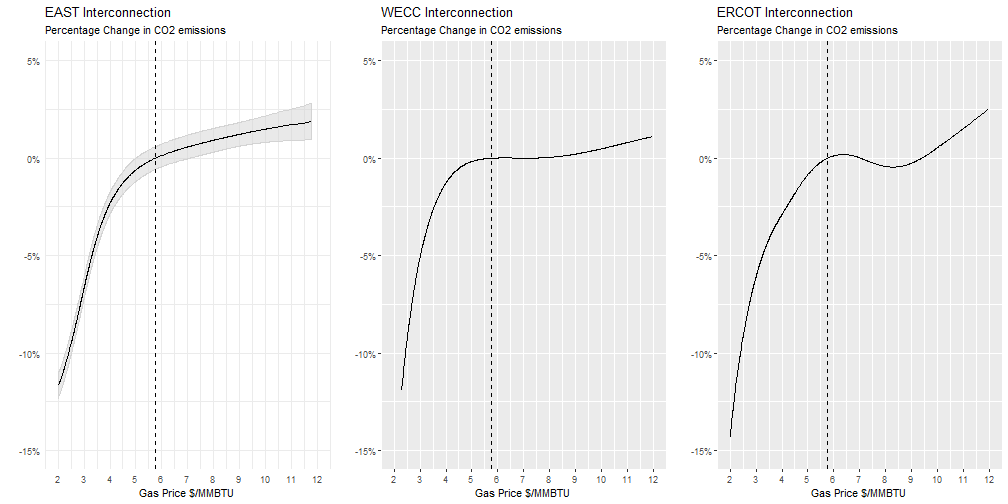 EAST Interconnection
Percentage Change in CO2 emissions
5%
0%
-5%
-10%
-15%
2 3 4 5 6 7 8 9 10 11 12
Gas Price $/MMBTU
WECC Interconnection
Percentage Change in CO2 emissions
5%
0%
-5%
-10%
-15%
2 3 4 5 6 7 8 9 10 11 12
Gas Price $/MMBTU
ERCOT Interconnection
Percentage Change in CO2 emissions
5%
0%
-5%
-10%
-15%
2 3 4 5 6 7 8 9 10 11 12
Gas Price $/MMBTU